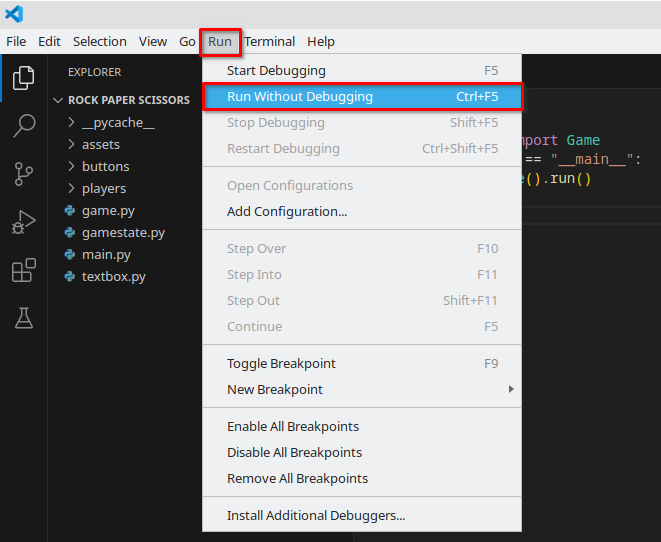 File Edit Selection View Go Run Terminal Help
EXPLORER
ROCK PAPER SCISSORS
__pycache__
assets
buttons
players
game.py
gamestate.py
main.py
textbox.py
Start Debugging F5
Run Without Debugging Ctrl+F5
Stop Debugging Shift+F5
Restart Debugging Ctrl+Shift+F5
Open Configurations
Add Configuration...
Step Over F10
Step Into F11
Step Out Shift+F11
Continue F5
Toggle Breakpoint F9
New Breakpoint
Enable All Breakpoints
Disable All Breakpoints
Remove All Breakpoints
Install Additional Debuggers...
Game
== "__main__":
().run()